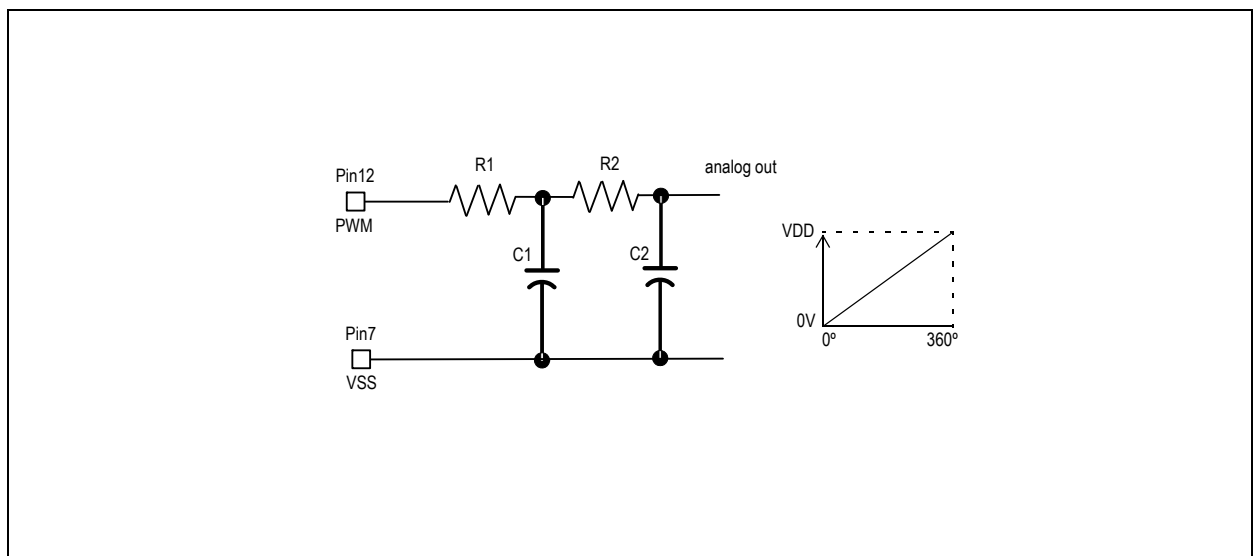 R1
R2
analog out
Pin12
PWM
C1
C2
VDD
0V
0º
360º
Pin7
VSS